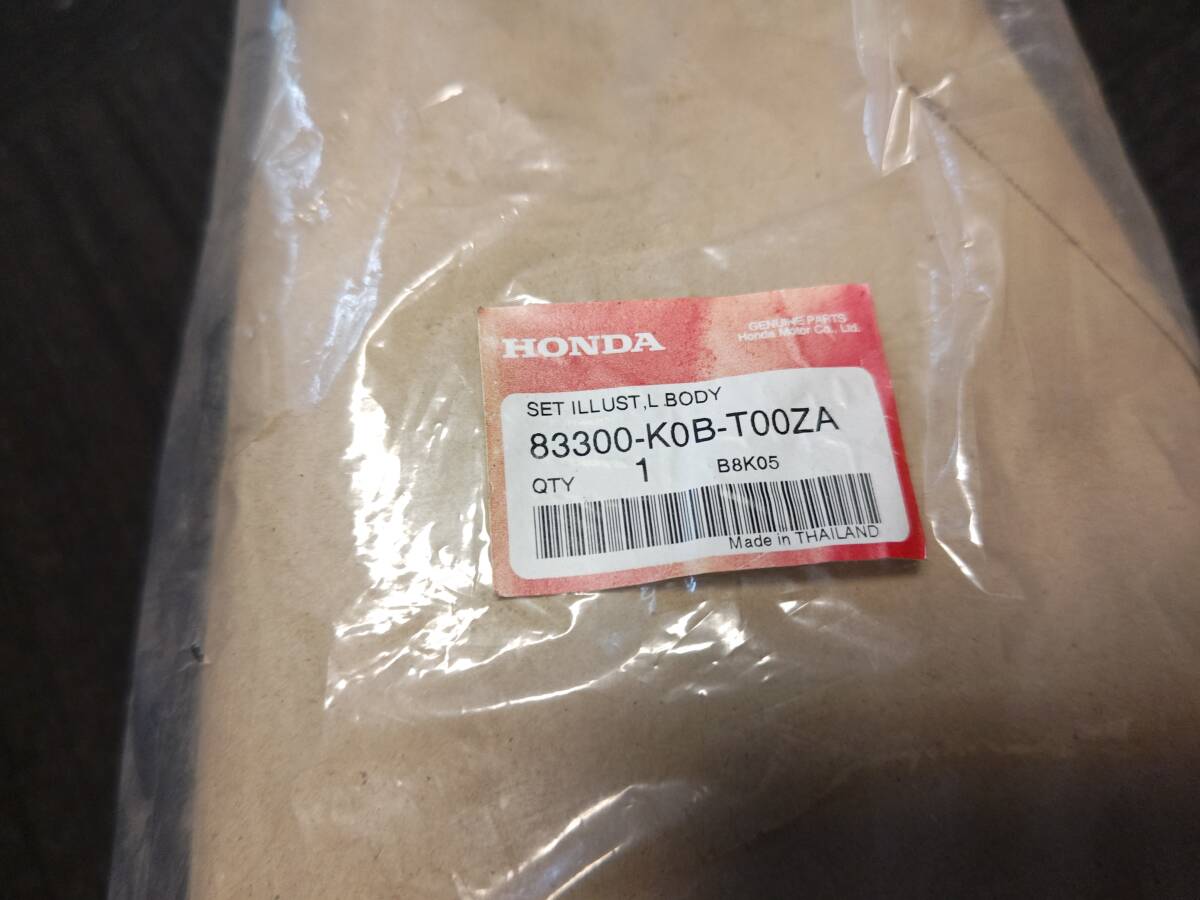 HONDA
GENUINE PARTS
Honda Motor Co., Ltd.
SET ILLUST,L.BODY
83300-K0B-T00ZA
QTY 1 B8K05
Made in THAILAND